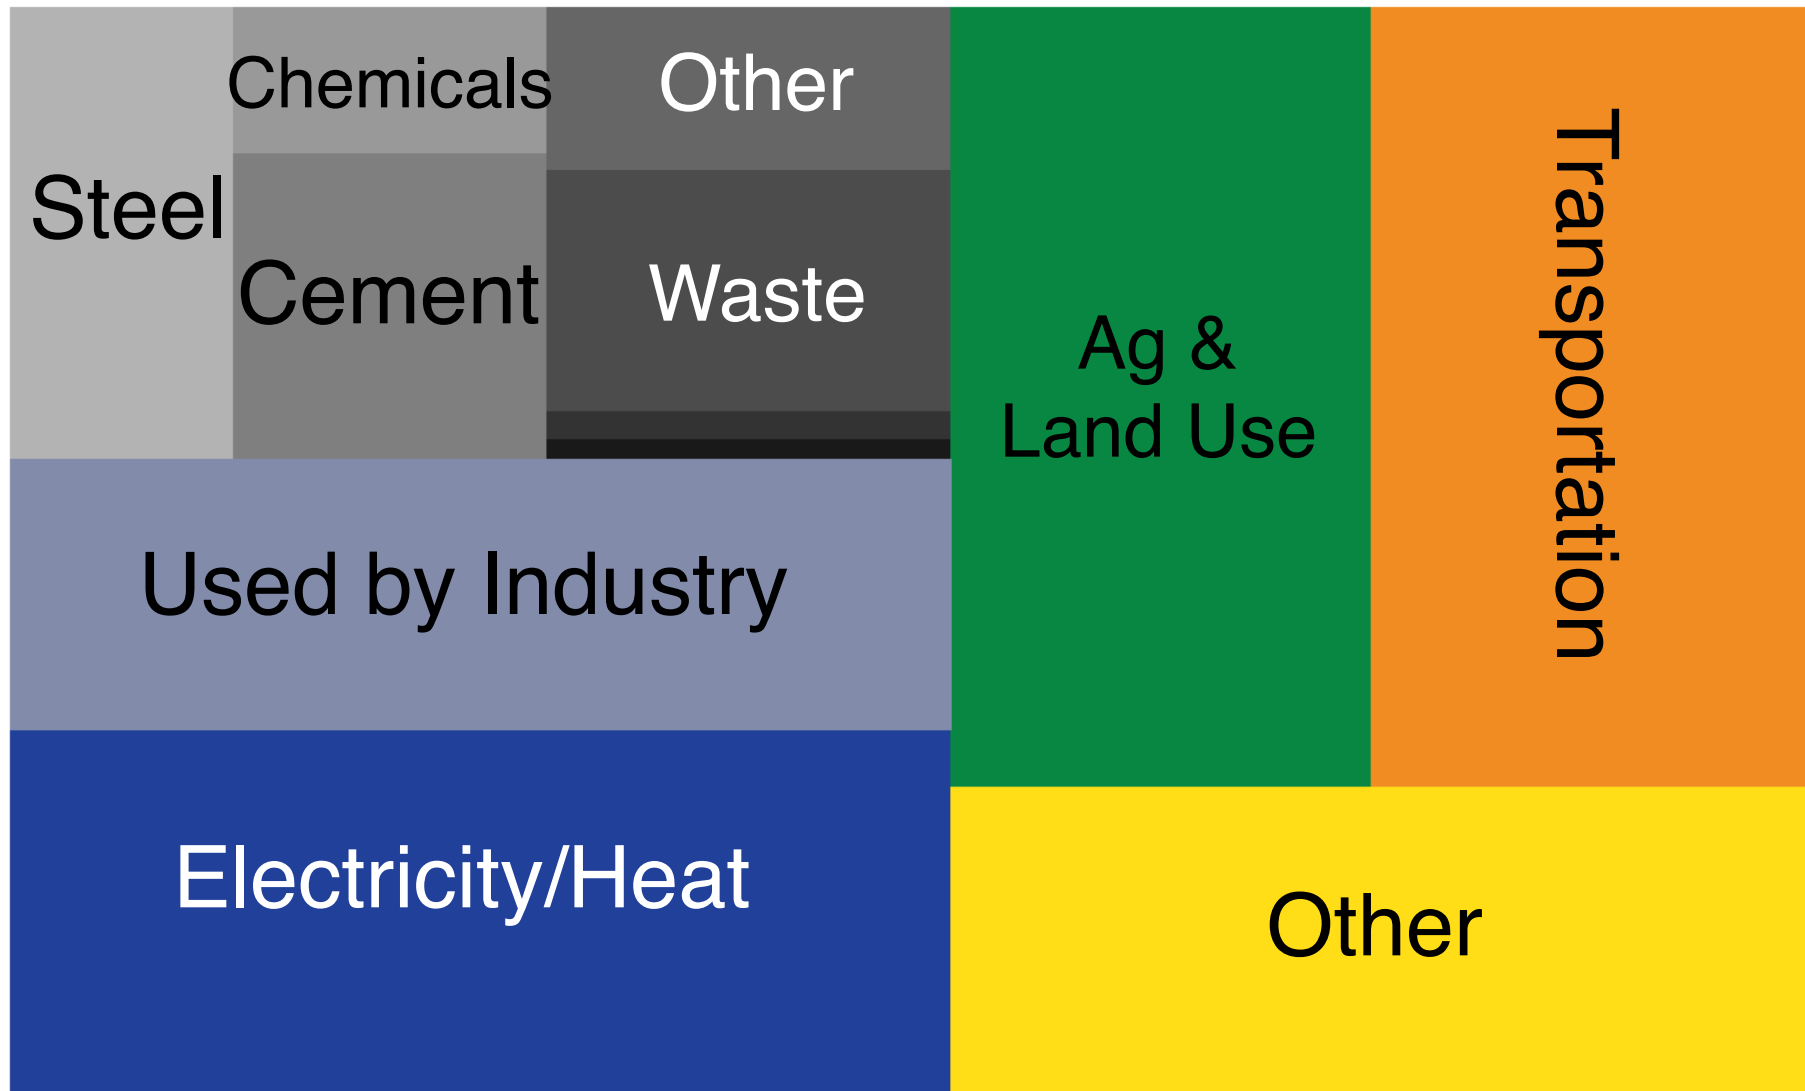 Chemicals
Other
Steel
Cement
Waste
Used by Industry
Electricity/Heat
Ag &
Land Use
Transportation
Other